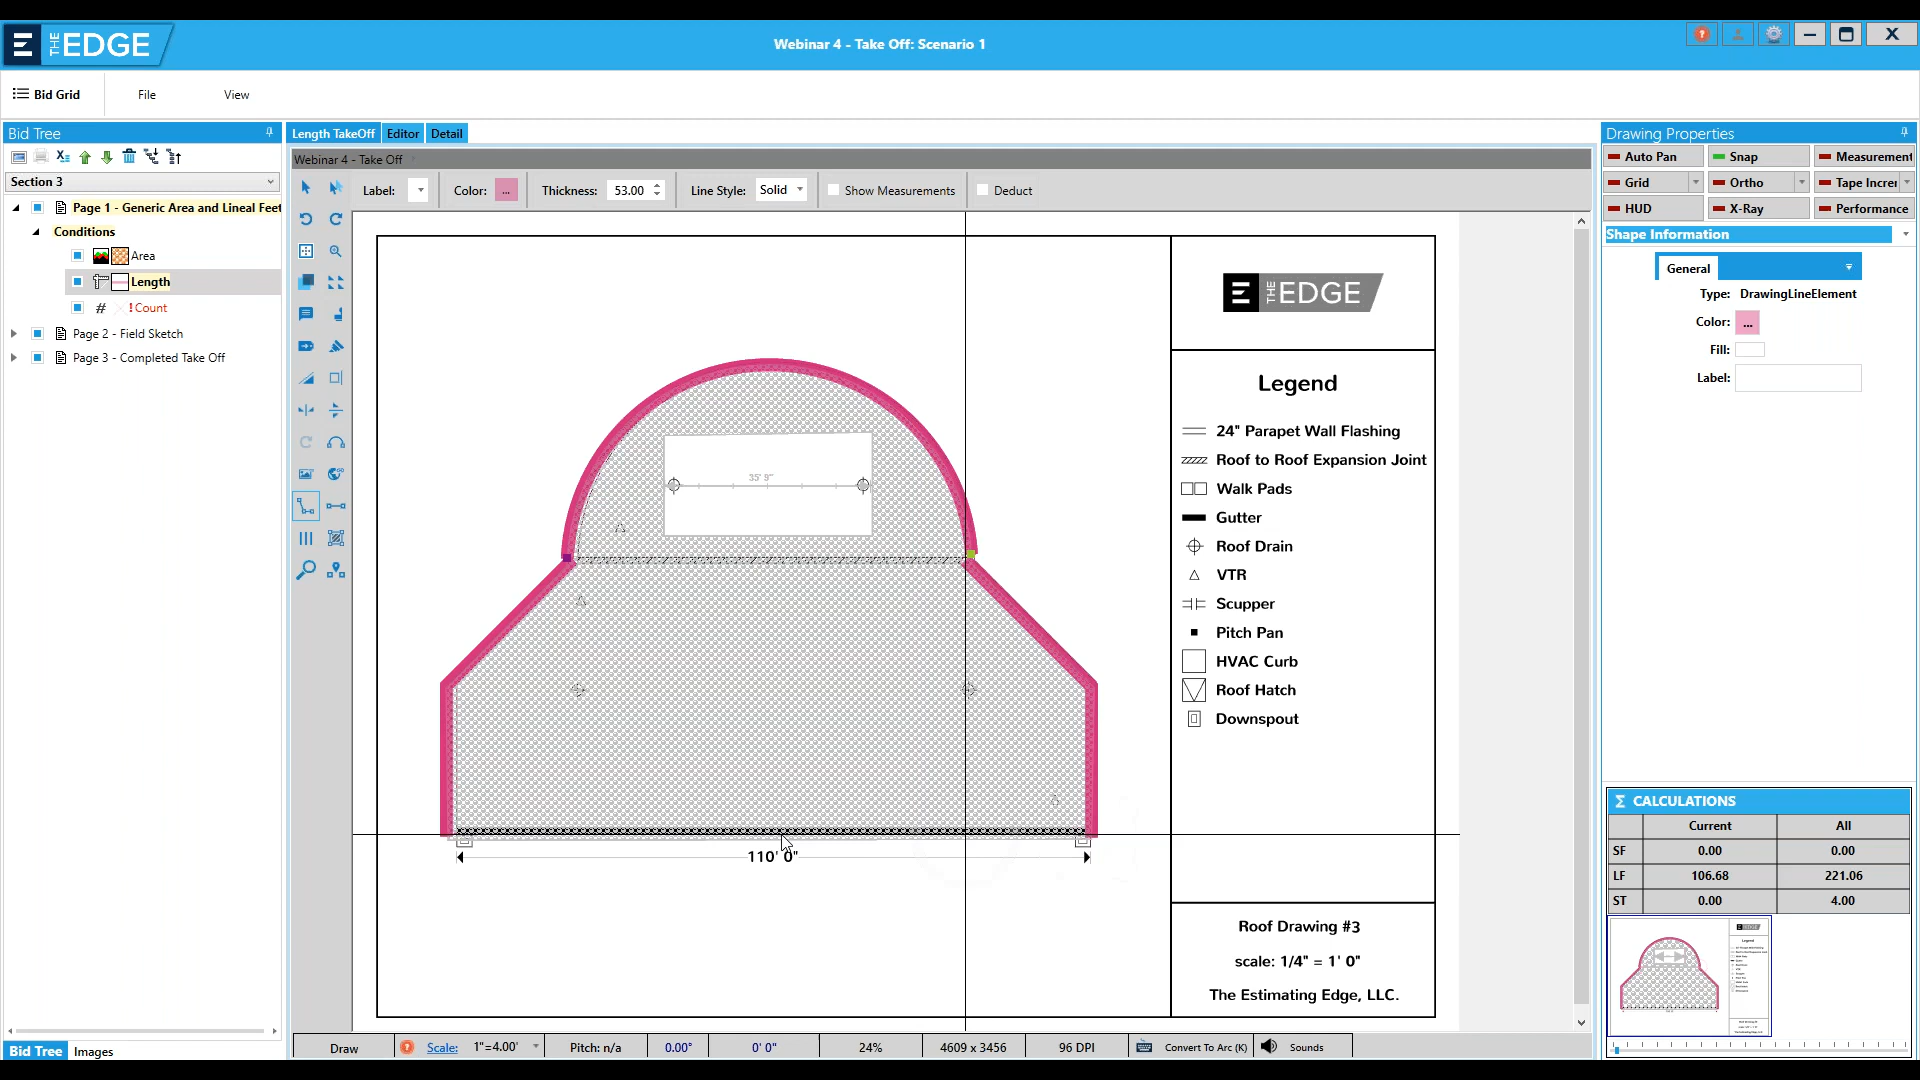 THE EDGE
Webinar 4 - Take Off: Scenario 1
Bid Grid
File
View
Bid Tree
Length TakeOff
Editor
Detail
Drawing Properties
Webinar 4 - Take Off
Auto Pan
Snap
Measurement
Section 3
Label:
Color:
...
Thickness:
53.00
Line Style:
Solid
Show Measurements
Deduct
Grid
Ortho
Tape Increr
HUD
X-Ray
Performance
Page 1 - Generic Area and Lineal Feet
Conditions
Area
Length
# !Count
Page 2 - Field Sketch
Page 3 - Completed Take Off
Shape Information
General
Type: DrawingLineElement
Color: ...
Fill:
Label:
THE EDGE
Legend
24" Parapet Wall Flashing
Roof to Roof Expansion Joint
Walk Pads
Gutter
Roof Drain
VTR
Scupper
Pitch Pan
HVAC Curb
Roof Hatch
Downspout
35' 9"
110' 0"
Roof Drawing #3
scale: 1/4" = 1' 0"
The Estimating Edge, LLC.
Σ CALCULATIONS
Current All
SF 0.00 0.00
LF 106.68 221.06
ST 0.00 4.00
Bid Tree
Images
Draw
Scale: 1"=4.00'
Pitch: n/a
0.00°
0' 0"
24%
4609 x 3456
96 DPI
Convert To Arc (K)
Sounds